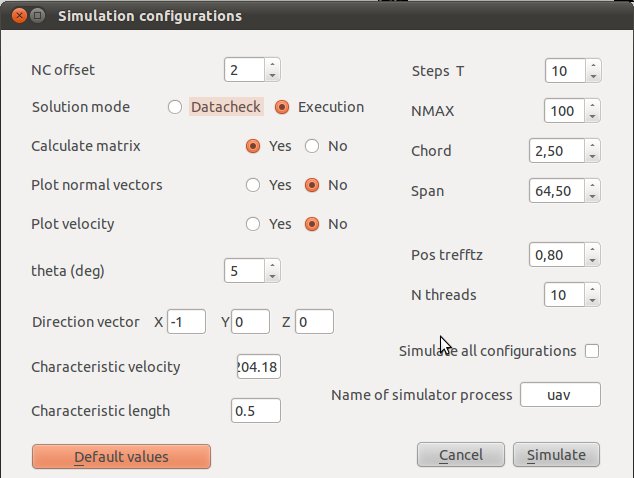 Simulation configurations
NC offset 2
Steps T 10
Solution mode Datacheck Execution
NMAX 100
Calculate matrix Yes No
Chord 2,50
Plot normal vectors Yes No
Span 64,50
Plot velocity Yes No
Pos trefftz 0,80
theta (deg) 5
N threads 10
Direction vector X -1 Y 0 Z 0
Simulate all configurations
Characteristic velocity 204.18
Name of simulator process uav
Characteristic length 0.5
Default values Cancel Simulate